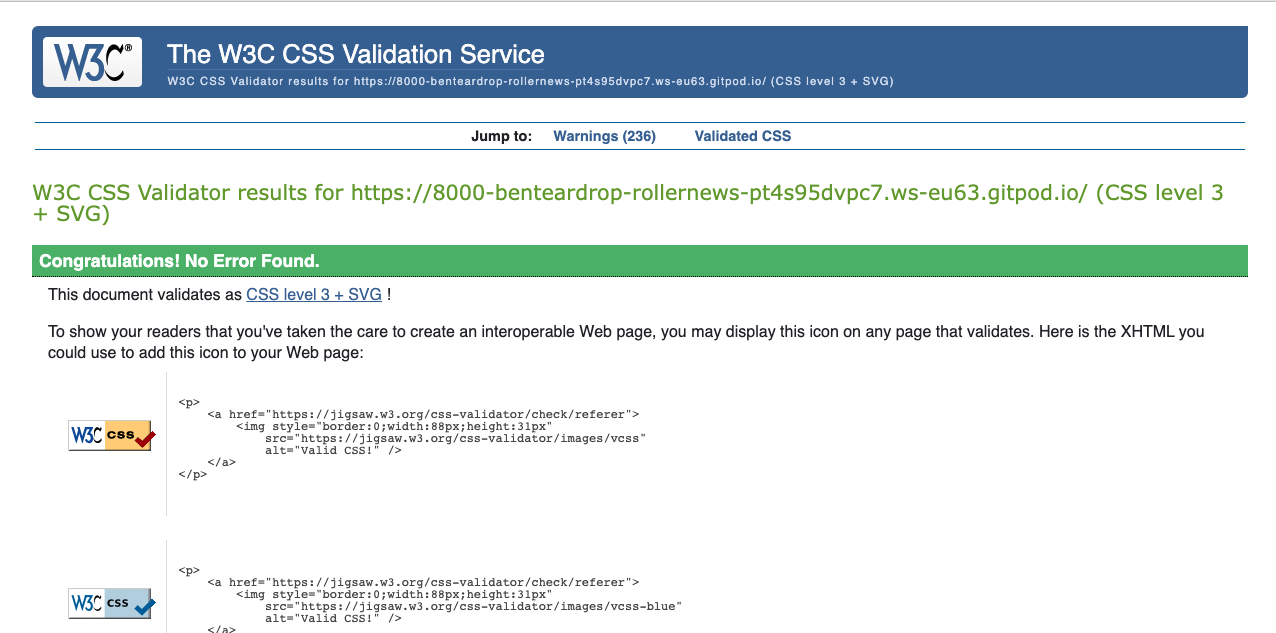 W3C®
The W3C CSS Validation Service
W3C CSS Validator results for https://8000-benteardrop-rollernews-pt4s95dvpc7.ws-eu63.gitpod.io/ (CSS level 3 + SVG)
Jump to: Warnings (236) Validated CSS
W3C CSS Validator results for https://8000-benteardrop-rollernews-pt4s95dvpc7.ws-eu63.gitpod.io/ (CSS level 3
+ SVG)
Congratulations! No Error Found.
This document validates as CSS level 3 + SVG !
To show your readers that you've taken the care to create an interoperable Web page, you may display this icon on any page that validates. Here is the XHTML you
could use to add this icon to your Web page:
W3C css
<p>
<a href="https://jigsaw.w3.org/css-validator/check/referer">
<img style="border:0;width:88px;height:31px"
src="https://jigsaw.w3.org/css-validator/images/vcss"
alt="Valid CSS!" />
</a>
</p>
W3C css
<p>
<a href="https://jigsaw.w3.org/css-validator/check/referer">
<img style="border:0;width:88px;height:31px"
src="https://jigsaw.w3.org/css-validator/images/vcss-blue"
alt="Valid CSS!" />
</a>